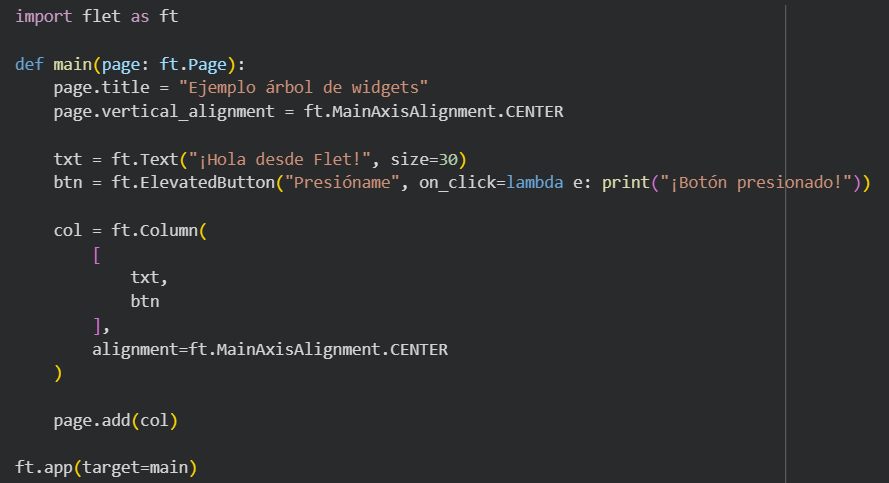 import flet as ft
def main(page: ft.Page):
    page.title = "Ejemplo árbol de widgets"
    page.vertical_alignment = ft.MainAxisAlignment.CENTER
    txt = ft.Text("¡Hola desde Flet!", size=30)
    btn = ft.ElevatedButton("Presióname", on_click=lambda e: print("¡Botón presionado!"))
    col = ft.Column(
        [
            txt,
            btn
        ],
        alignment=ft.MainAxisAlignment.CENTER
    )
    page.add(col)
ft.app(target=main)